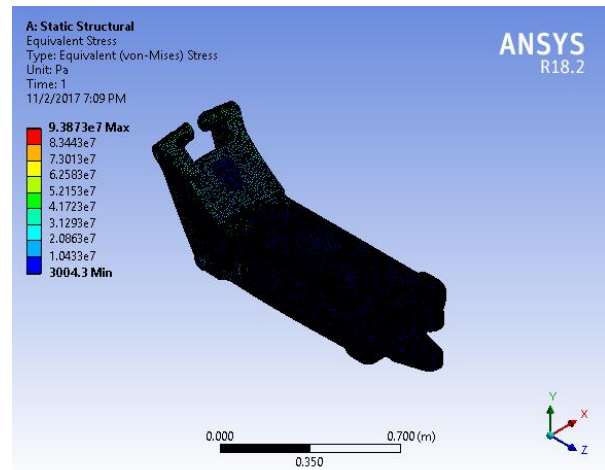 A: Static Structural
Equivalent Stress
Type: Equivalent (von-Mises) Stress
Unit: Pa
Time: 1
11/2/2017 7:09 PM
ANSYS
R18.2
9.3873e7 Max
8.3443e7
7.3013e7
6.2583e7
5.2153e7
4.1723e7
3.1293e7
2.0863e7
1.0433e7
3004.3 Min
0.000
0.700 (m)
0.350
Y
X
Z